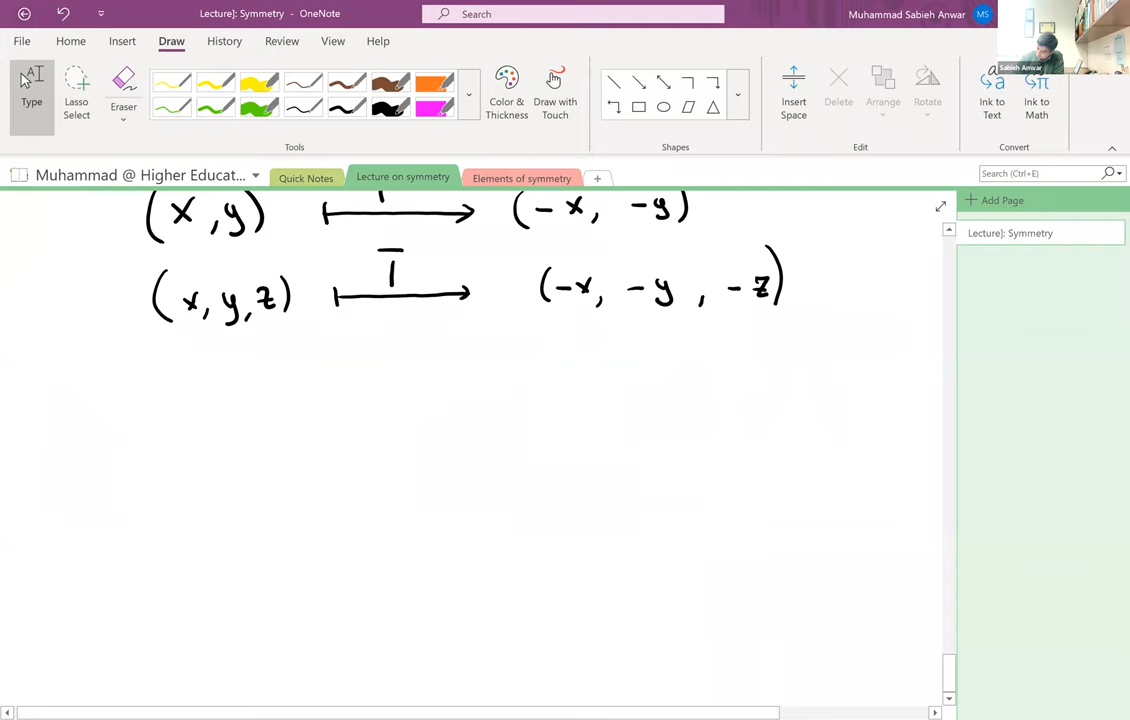 Lecture]: Symmetry - OneNote
Search
Muhammad Sabieh Anwar
MS
Sabieh Anwar
File Home Insert Draw History Review View Help
Type
Lasso Select
Eraser
Color & Thickness
Draw with Touch
Insert Space
Delete
Arrange
Rotate
Ink to Text
Ink to Math
Tools
Shapes
Edit
Convert
Muhammad @ Higher Educat...
Quick Notes
Lecture on symmetry
Elements of symmetry
+
Search (Ctrl+E)
+ Add Page
Lecture]: Symmetry
(x, y) ↦ (-x, -y)
1̅
(x, y, z) ↦ (-x, -y, -z)